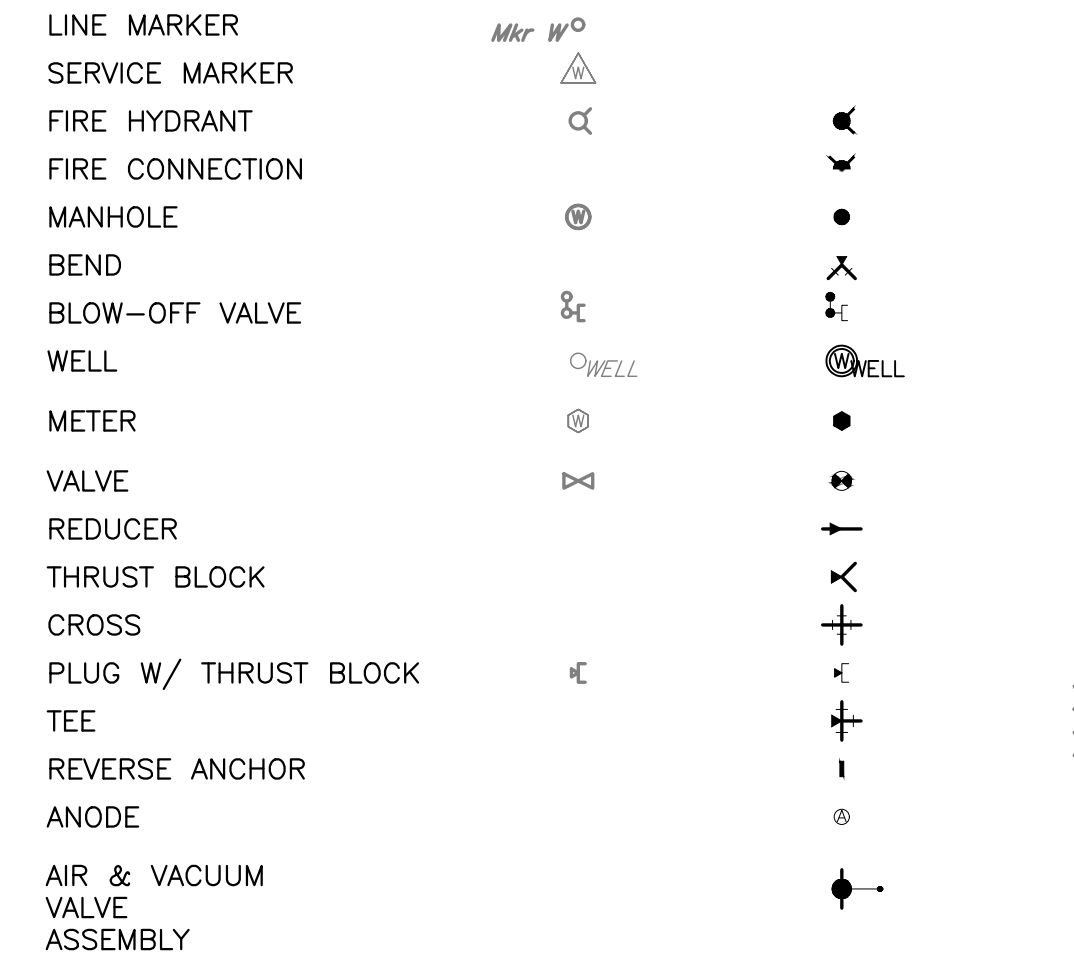 LINE MARKER Mkr W
SERVICE MARKER W
FIRE HYDRANT
FIRE CONNECTION
MANHOLE W
BEND
BLOW-OFF VALVE
WELL WELL W WELL
METER W
VALVE
REDUCER
THRUST BLOCK
CROSS
PLUG W/ THRUST BLOCK
TEE
REVERSE ANCHOR
ANODE A
AIR & VACUUM
VALVE
ASSEMBLY